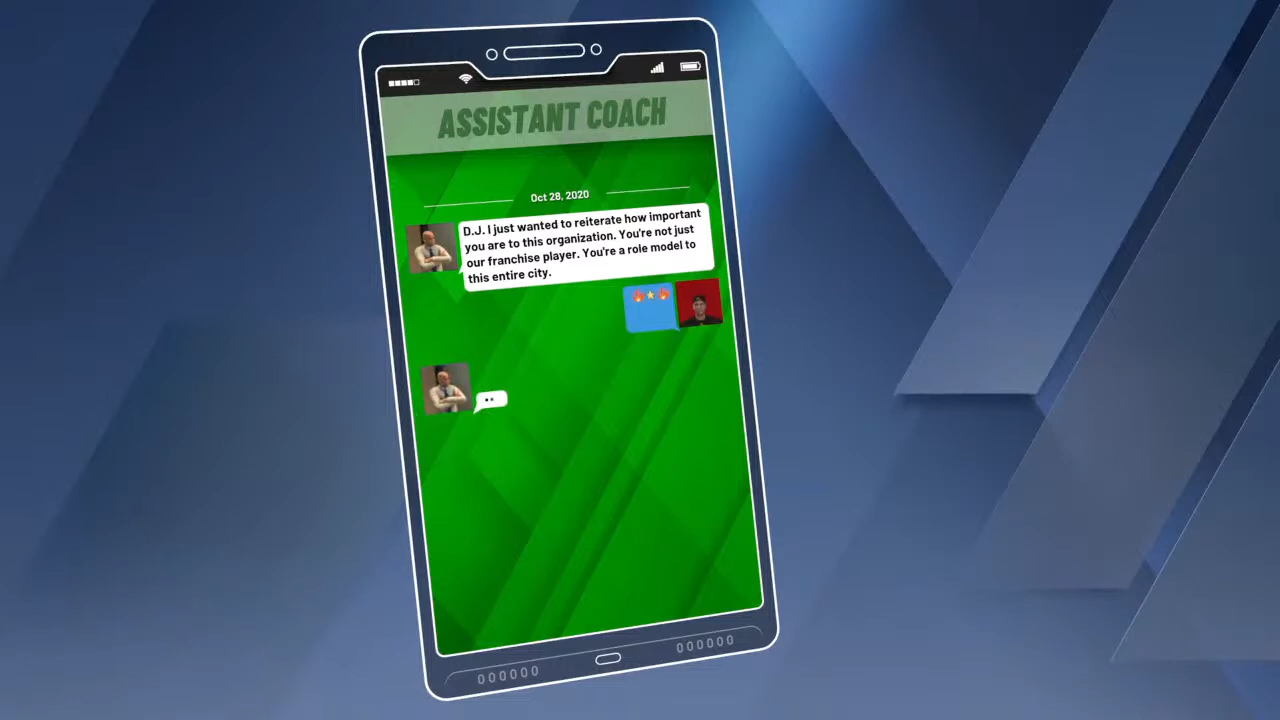 ASSISTANT COACH
Oct 28, 2020
D.J. I just wanted to reiterate how important
you are to this organization. You're not just
our franchise player. You're a role model to
this entire city.